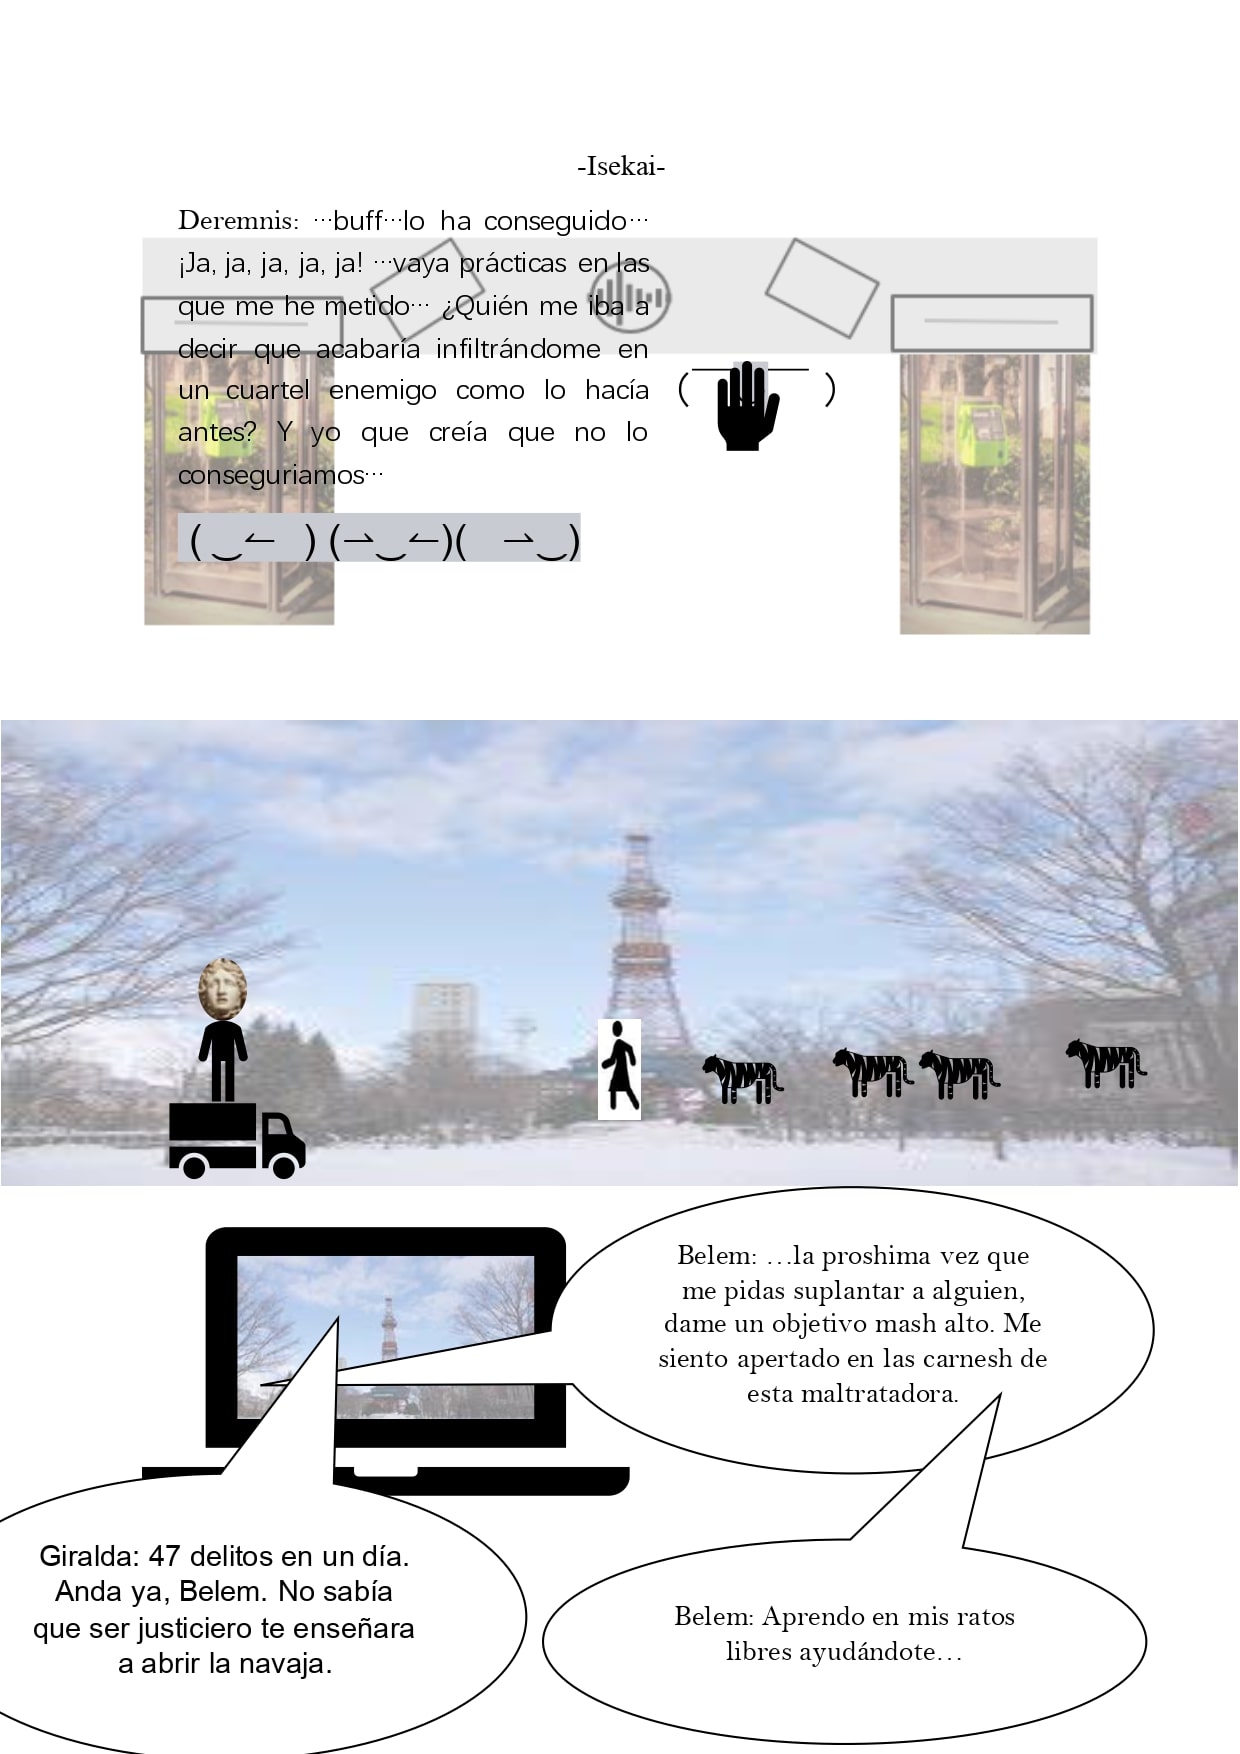 -Isekai-
Deremnis: …buff…lo ha conseguido…
¡Ja, ja, ja, ja, ja! …vaya prácticas en las
que me he metido… ¿Quién me iba a
decir que acabaría infiltrándome en
un cuartel enemigo como lo hacía
antes? Y yo que creía que no lo
conseguiriamos…
( ‿↼ ) (⇀‿↼)( ⇀‿)
Belem: …la proshima vez que
me pidas suplantar a alguien,
dame un objetivo mash alto. Me
siento apertado en las carnesh de
esta maltratadora.
Giralda: 47 delitos en un día.
Anda ya, Belem. No sabía
que ser justiciero te enseñara
a abrir la navaja.
Belem: Aprendo en mis ratos
libres ayudándote…